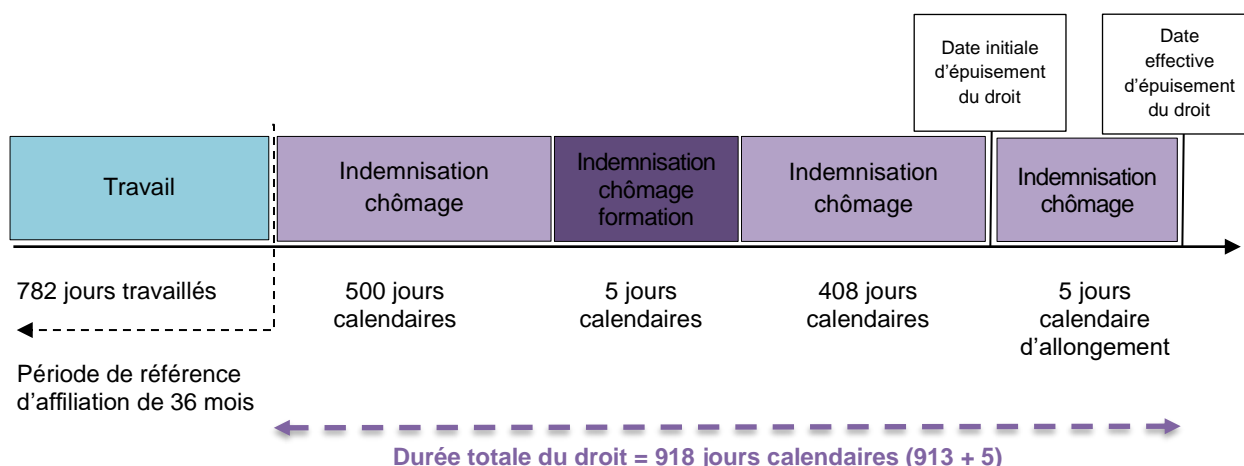 Date initiale
d'épuisement
du droit
Date
effective
d'épuisement
du droit
Travail
Indemnisation
chômage
Indemnisation
chômage
formation
Indemnisation
chômage
Indemnisation
chômage
782 jours travaillés
500 jours
calendaires
5 jours
calendaires
408 jours
calendaires
5 jours
calendaire
d'allongement
Période de référence
d'affiliation de 36 mois
Durée totale du droit = 918 jours calendaires (913 + 5)